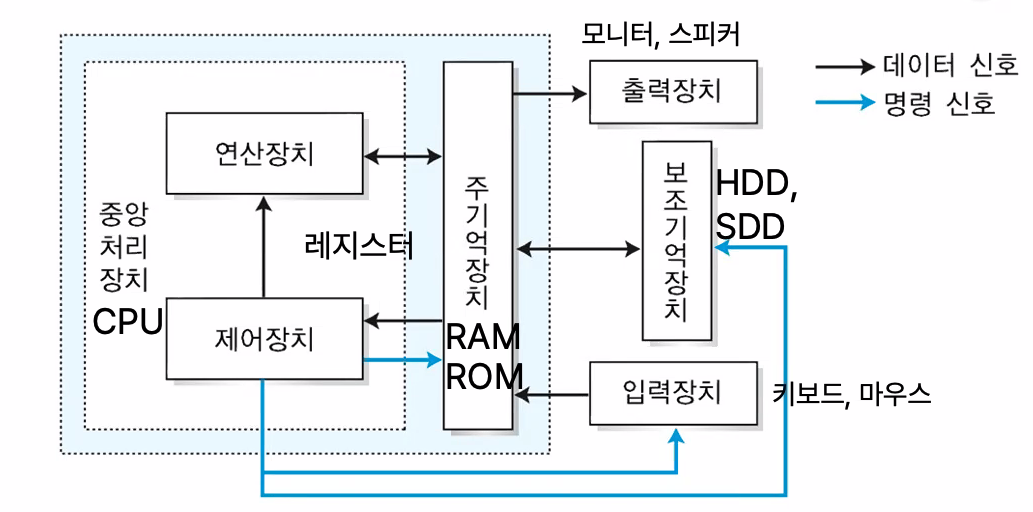 모니터, 스피커
출력장치
데이터 신호
명령 신호
연산장치
중앙
처리
장치
CPU
레지스터
제어장치
주기억장치
RAM
ROM
보조기억장치
HDD,
SDD
입력장치
키보드, 마우스